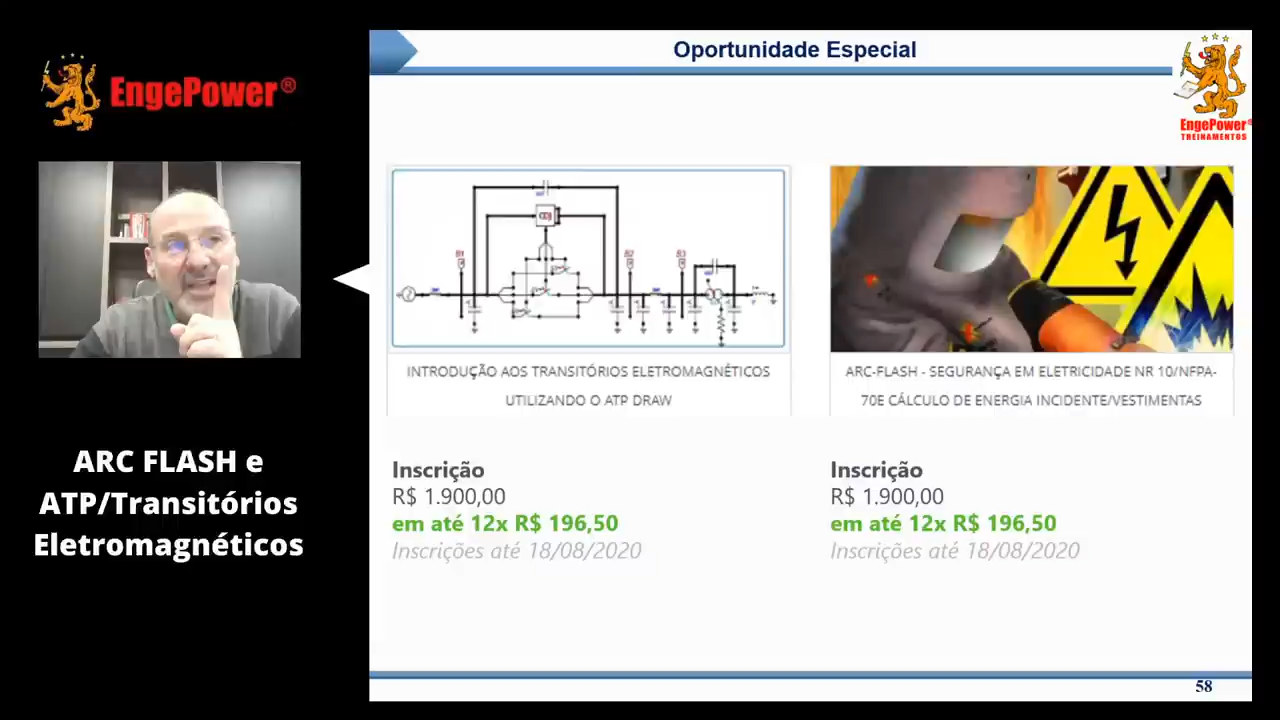 EngePower®
ARC FLASH e
ATP/Transitórios
Eletromagnéticos
Oportunidade Especial
EngePower®
TREINAMENTOS
B1
B2
B3
INTRODUÇÃO AOS TRANSITÓRIOS ELETROMAGNÉTICOS
UTILIZANDO O ATP DRAW
Inscrição
R$ 1.900,00
em até 12x R$ 196,50
Inscrições até 18/08/2020
ARC-FLASH - SEGURANÇA EM ELETRICIDADE NR 10/NFPA-
70E CÁLCULO DE ENERGIA INCIDENTE/VESTIMENTAS
Inscrição
R$ 1.900,00
em até 12x R$ 196,50
Inscrições até 18/08/2020
58